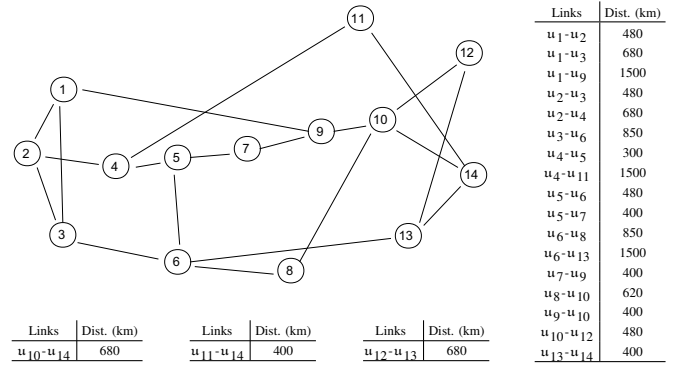 11
12
1
10
9
7
2
5
4
14
3
13
6
8
Links Dist. (km)
u1-u2 480
u1-u3 680
u1-u9 1500
u2-u3 480
u2-u4 680
u3-u6 850
u4-u5 300
u4-u11 1500
u5-u6 480
u5-u7 400
u6-u8 850
u6-u13 1500
u7-u9 400
u8-u10 620
u9-u10 400
u10-u12 480
u13-u14 400
Links Dist. (km)
u10-u14 680
Links Dist. (km)
u11-u14 400
Links Dist. (km)
u12-u13 680